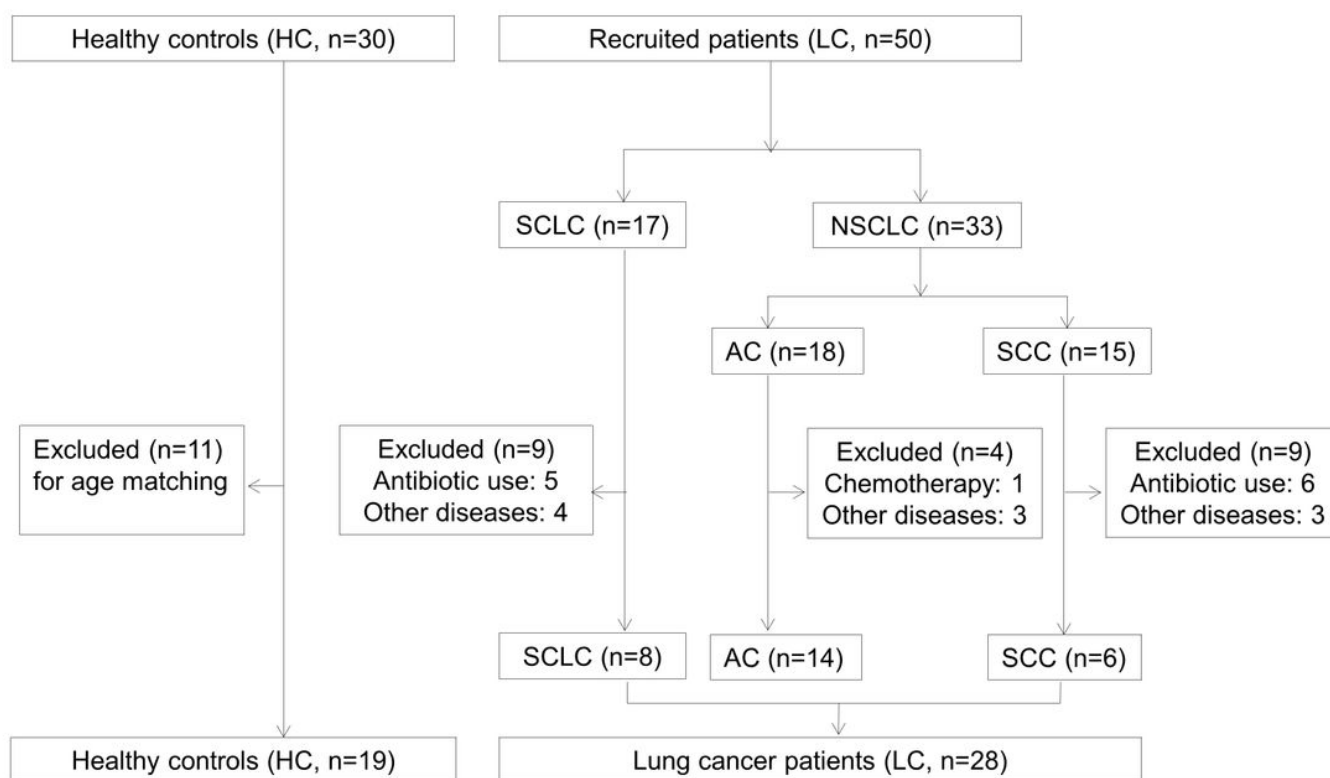 Healthy controls (HC, n=30)
Recruited patients (LC, n=50)
SCLC (n=17)
NSCLC (n=33)
AC (n=18)
SCC (n=15)
Excluded (n=11)
for age matching
Excluded (n=9)
Antibiotic use: 5
Other diseases: 4
Excluded (n=4)
Chemotherapy: 1
Other diseases: 3
Excluded (n=9)
Antibiotic use: 6
Other diseases: 3
SCLC (n=8)
AC (n=14)
SCC (n=6)
Healthy controls (HC, n=19)
Lung cancer patients (LC, n=28)